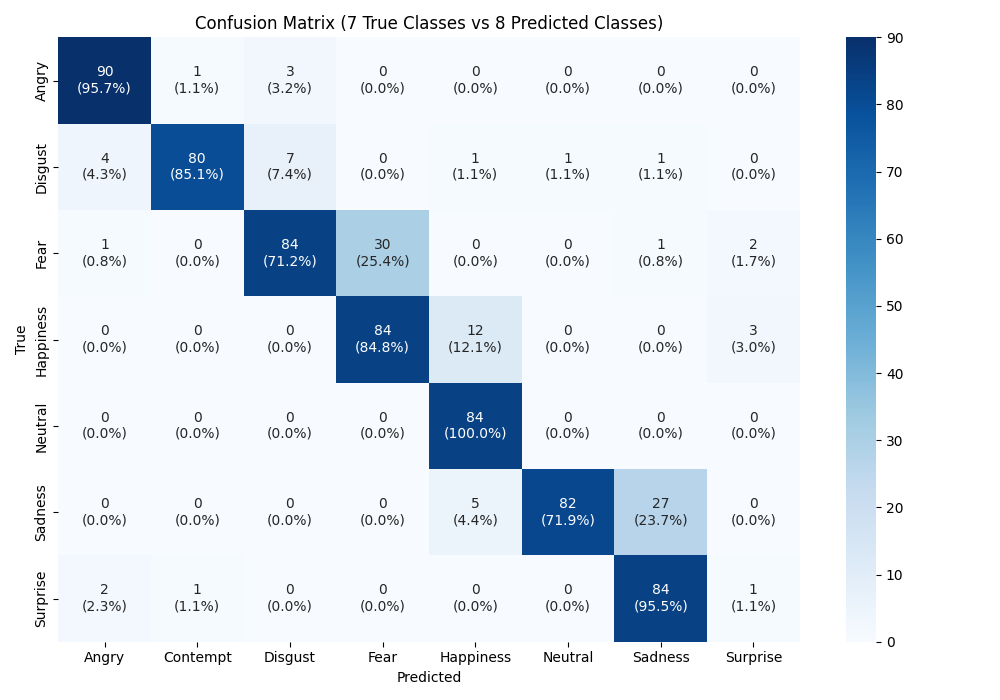 Confusion Matrix (7 True Classes vs 8 Predicted Classes)
True
Angry
90 1 3 0 0 0 0 0
(95.7%) (1.1%) (3.2%) (0.0%) (0.0%) (0.0%) (0.0%) (0.0%)
Disgust
4 80 7 0 1 1 1 0
(4.3%) (85.1%) (7.4%) (0.0%) (1.1%) (1.1%) (1.1%) (0.0%)
Fear
1 0 84 30 0 0 1 2
(0.8%) (0.0%) (71.2%) (25.4%) (0.0%) (0.0%) (0.8%) (1.7%)
Happiness
0 0 0 84 12 0 0 3
(0.0%) (0.0%) (0.0%) (84.8%) (12.1%) (0.0%) (0.0%) (3.0%)
Neutral
0 0 0 0 84 0 0 0
(0.0%) (0.0%) (0.0%) (0.0%) (100.0%) (0.0%) (0.0%) (0.0%)
Sadness
0 0 0 0 5 82 27 0
(0.0%) (0.0%) (0.0%) (0.0%) (4.4%) (71.9%) (23.7%) (0.0%)
Surprise
2 1 0 0 0 0 84 1
(2.3%) (1.1%) (0.0%) (0.0%) (0.0%) (0.0%) (95.5%) (1.1%)
Angry Contempt Disgust Fear Happiness Neutral Sadness Surprise
Predicted
90
80
70
60
50
40
30
20
10
0